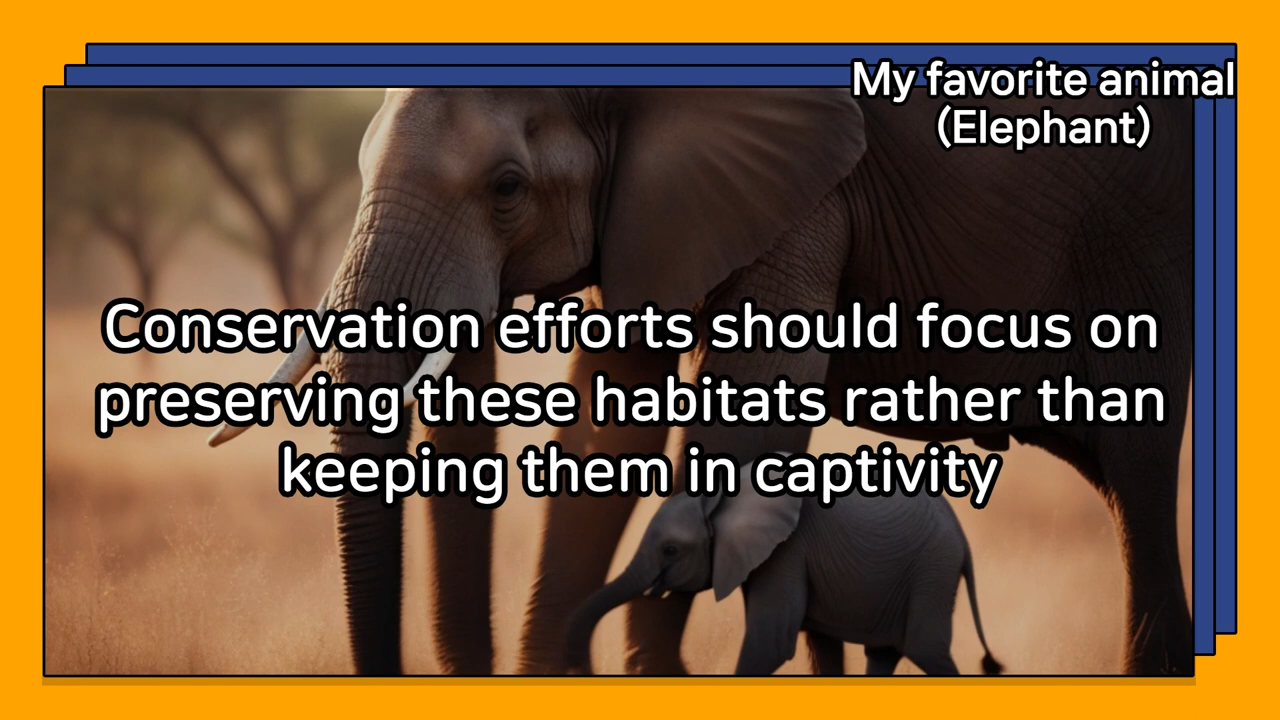 My favorite animal
(Elephant)
Conservation efforts should focus on
preserving these habitats rather than
keeping them in captivity